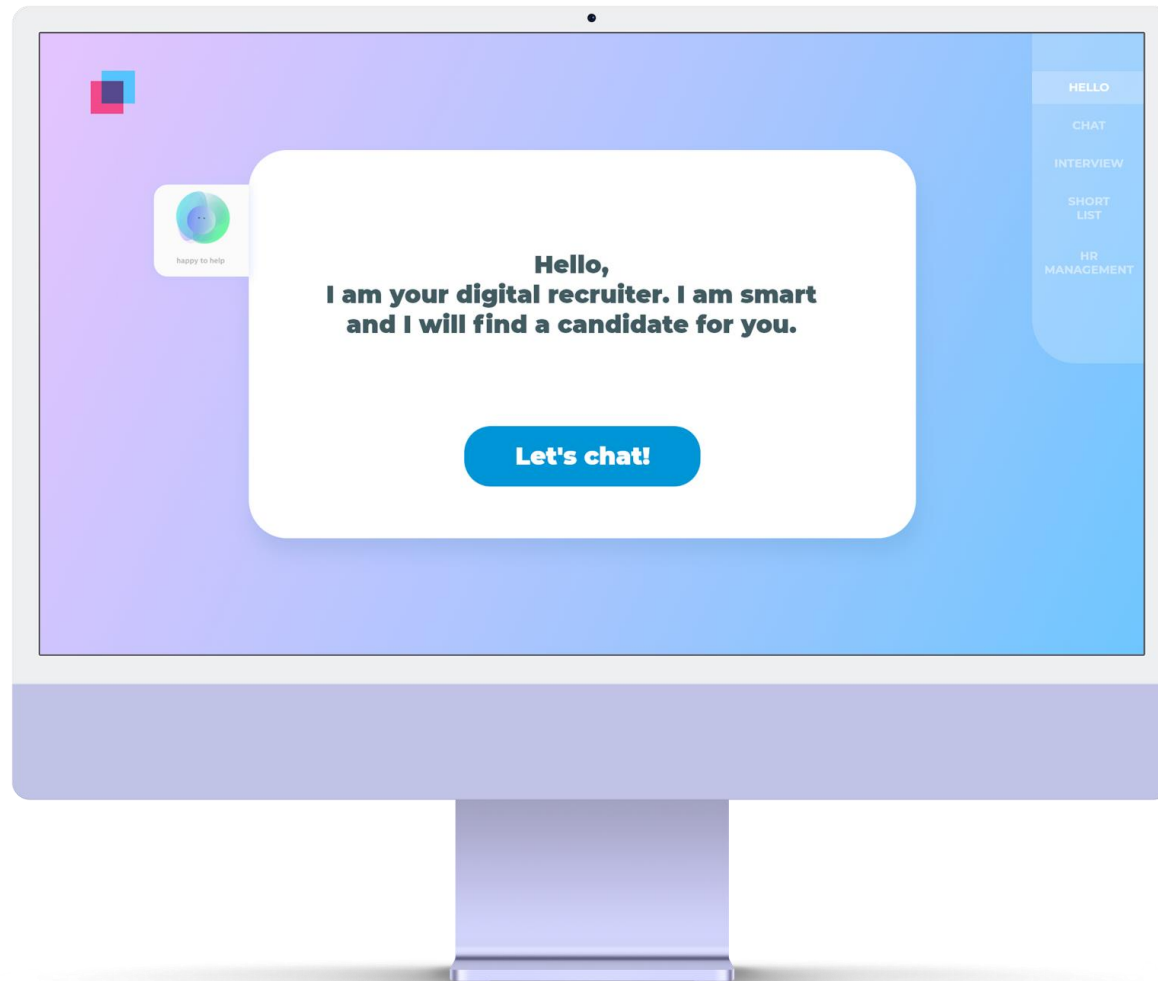 HELLO
CHAT
INTERVIEW
SHORT
LIST
HR
MANAGEMENT
happy to help
Hello,
I am your digital recruiter. I am smart
and I will find a candidate for you.
Let's chat!